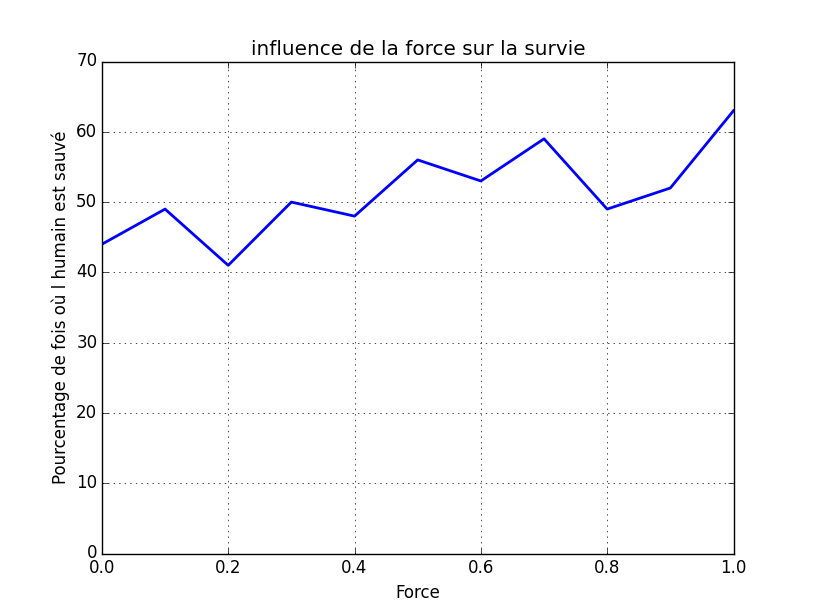 influence de la force sur la survie
70
60
50
40
30
20
10
0
Pourcentage de fois où l humain est sauvé
0.0 0.2 0.4 0.6 0.8 1.0
Force